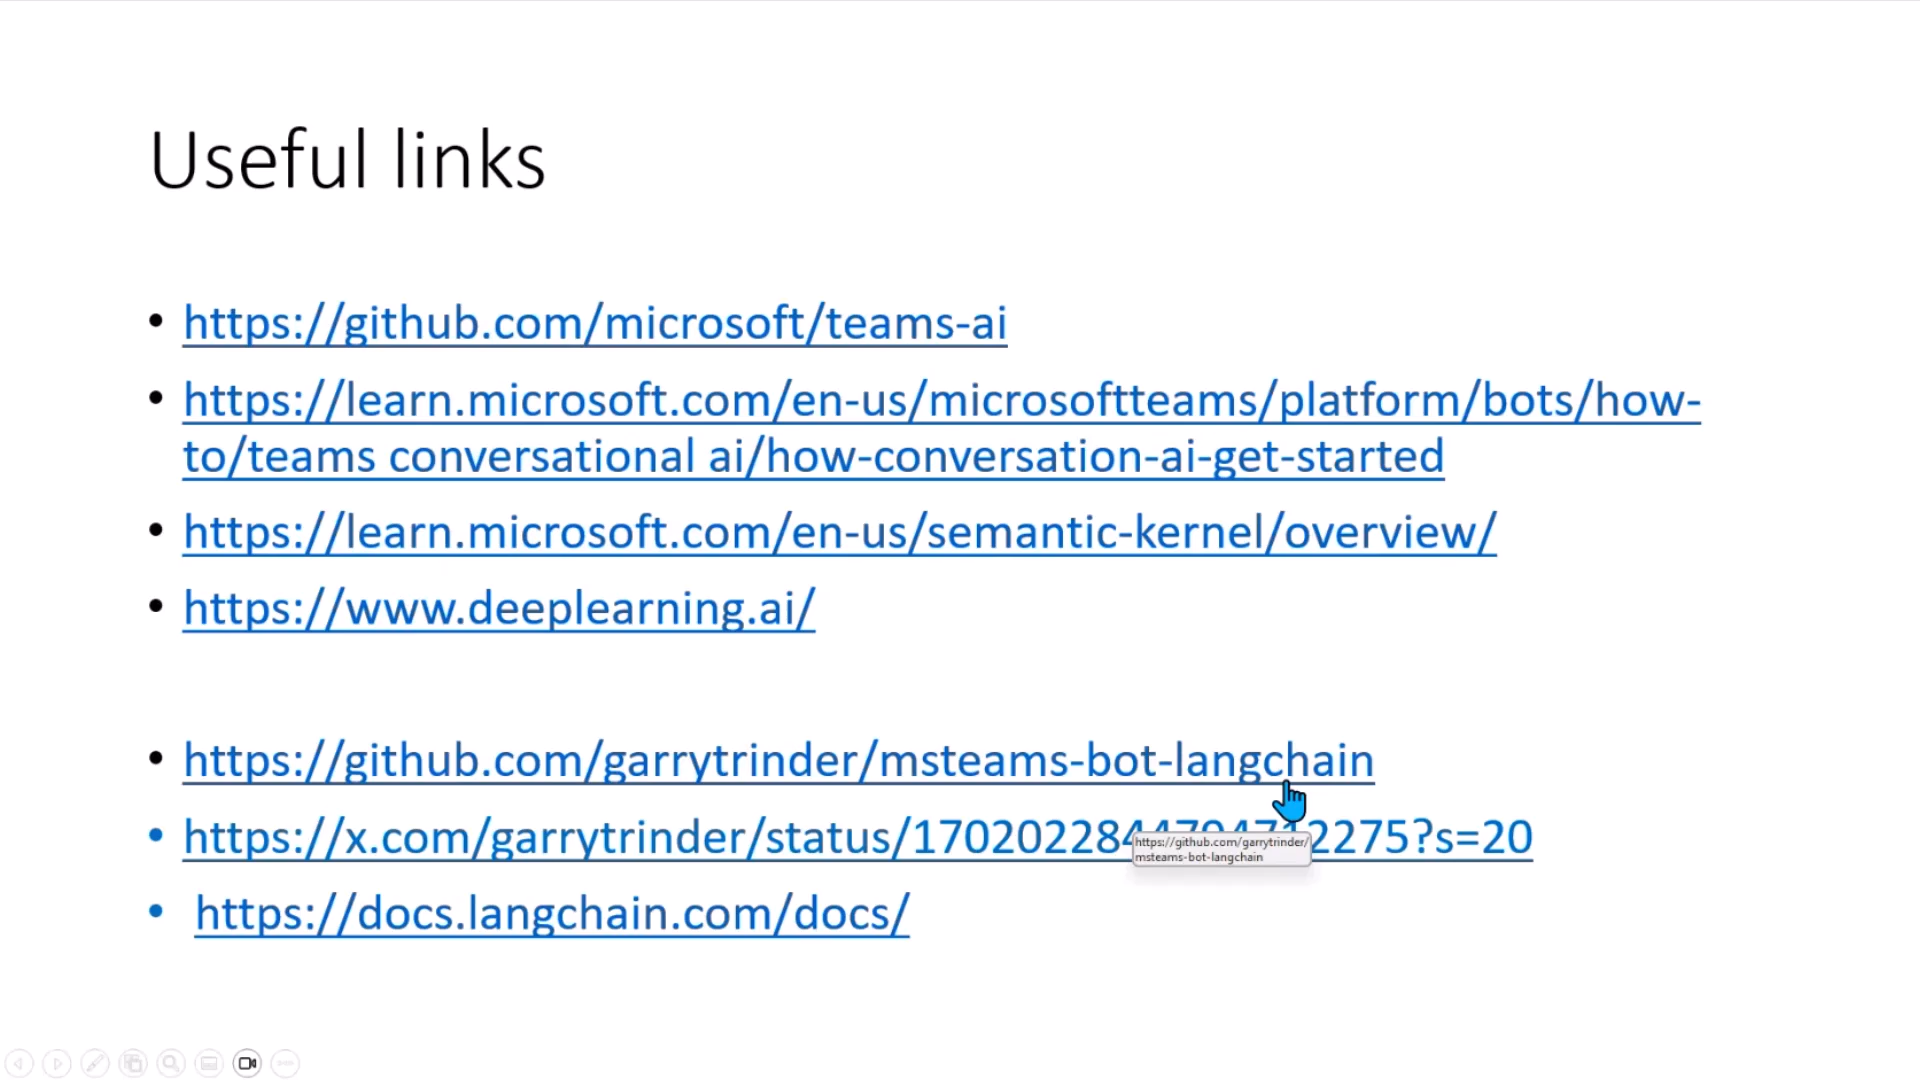 Useful links
• https://github.com/microsoft/teams-ai
• https://learn.microsoft.com/en-us/microsoftteams/platform/bots/how-
to/teams conversational ai/how-conversation-ai-get-started
• https://learn.microsoft.com/en-us/semantic-kernel/overview/
• https://www.deeplearning.ai/
• https://github.com/garrytrinder/msteams-bot-langchain
• https://x.com/garrytrinder/status/1702022844794712275?s=20
https://github.com/garrytrinder/
msteams-bot-langchain
• https://docs.langchain.com/docs/